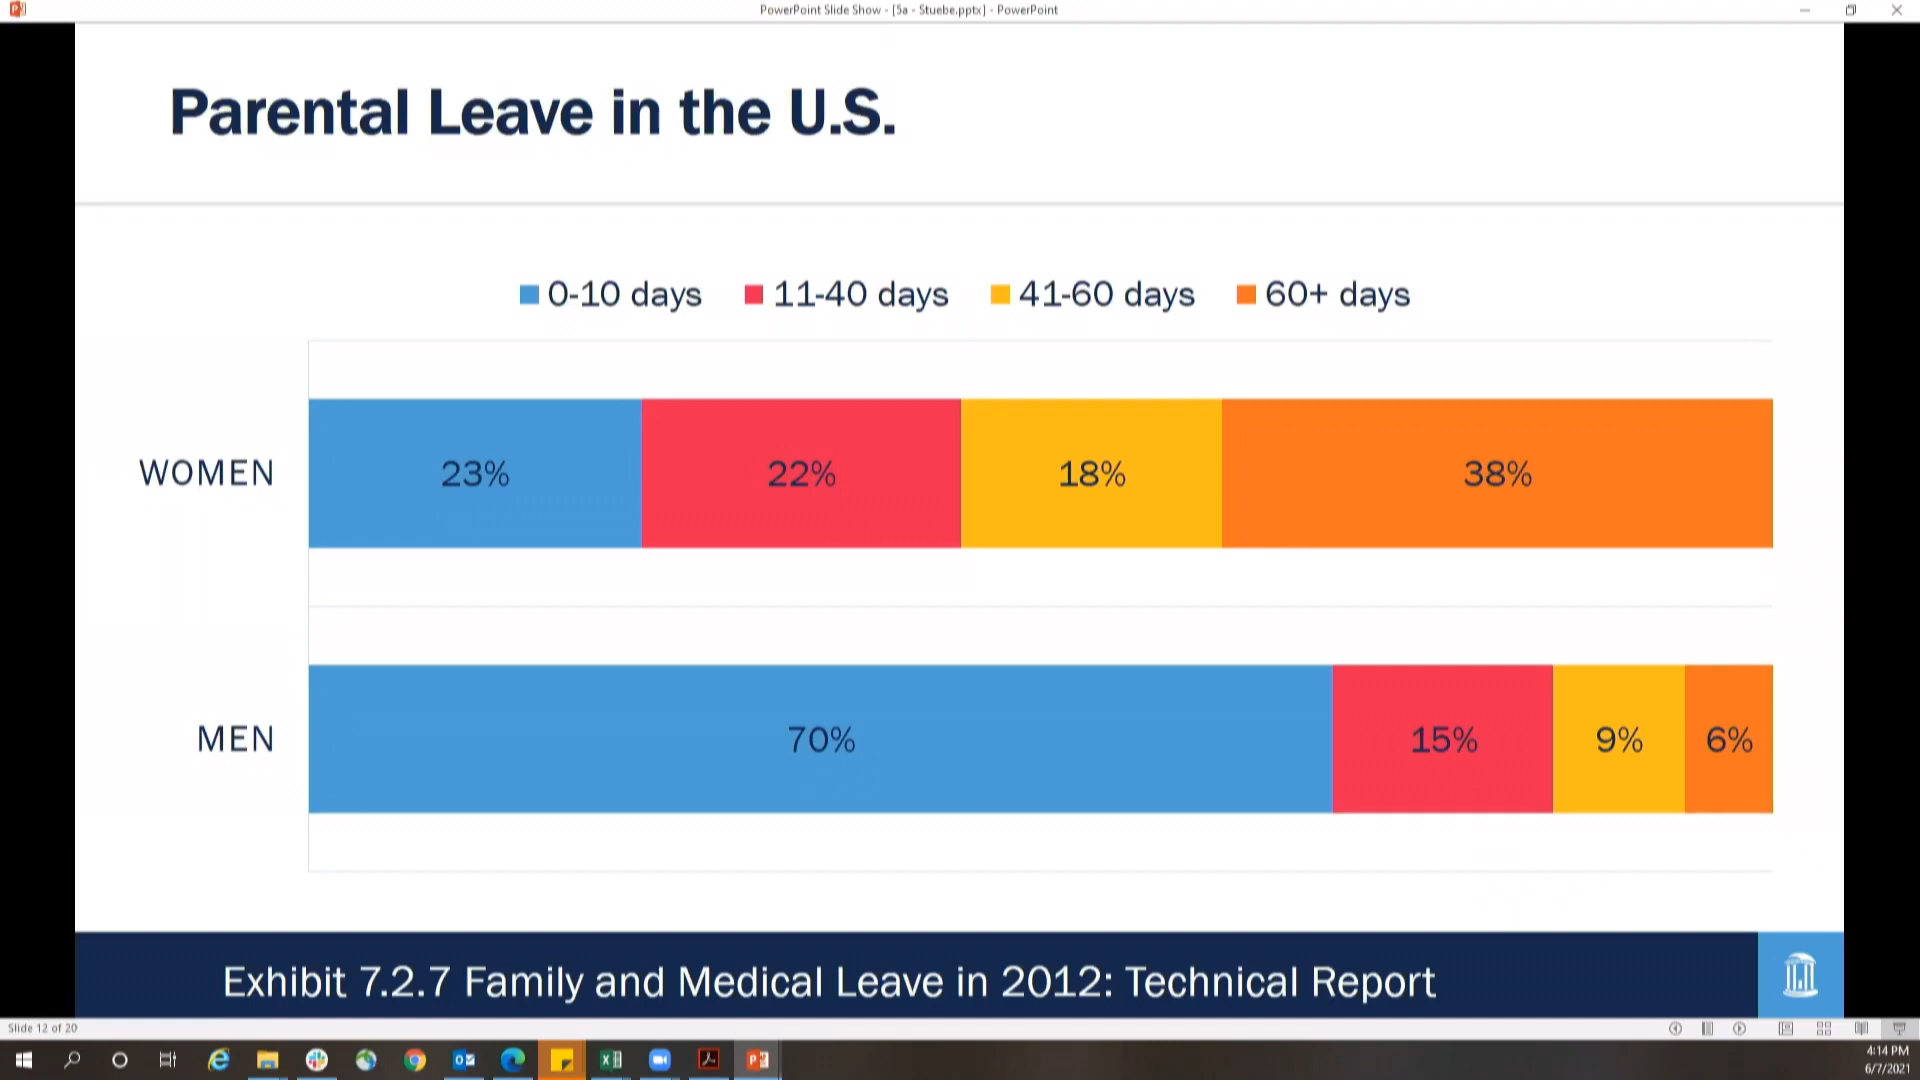 PowerPoint Slide Show - [5a - Stuebe.pptx] - PowerPoint
Parental Leave in the U.S.
0-10 days 11-40 days 41-60 days 60+ days
WOMEN 23% 22% 18% 38%
MEN 70% 15% 9% 6%
Exhibit 7.2.7 Family and Medical Leave in 2012: Technical Report
Slide 12 of 20
4:14 PM
6/7/2021